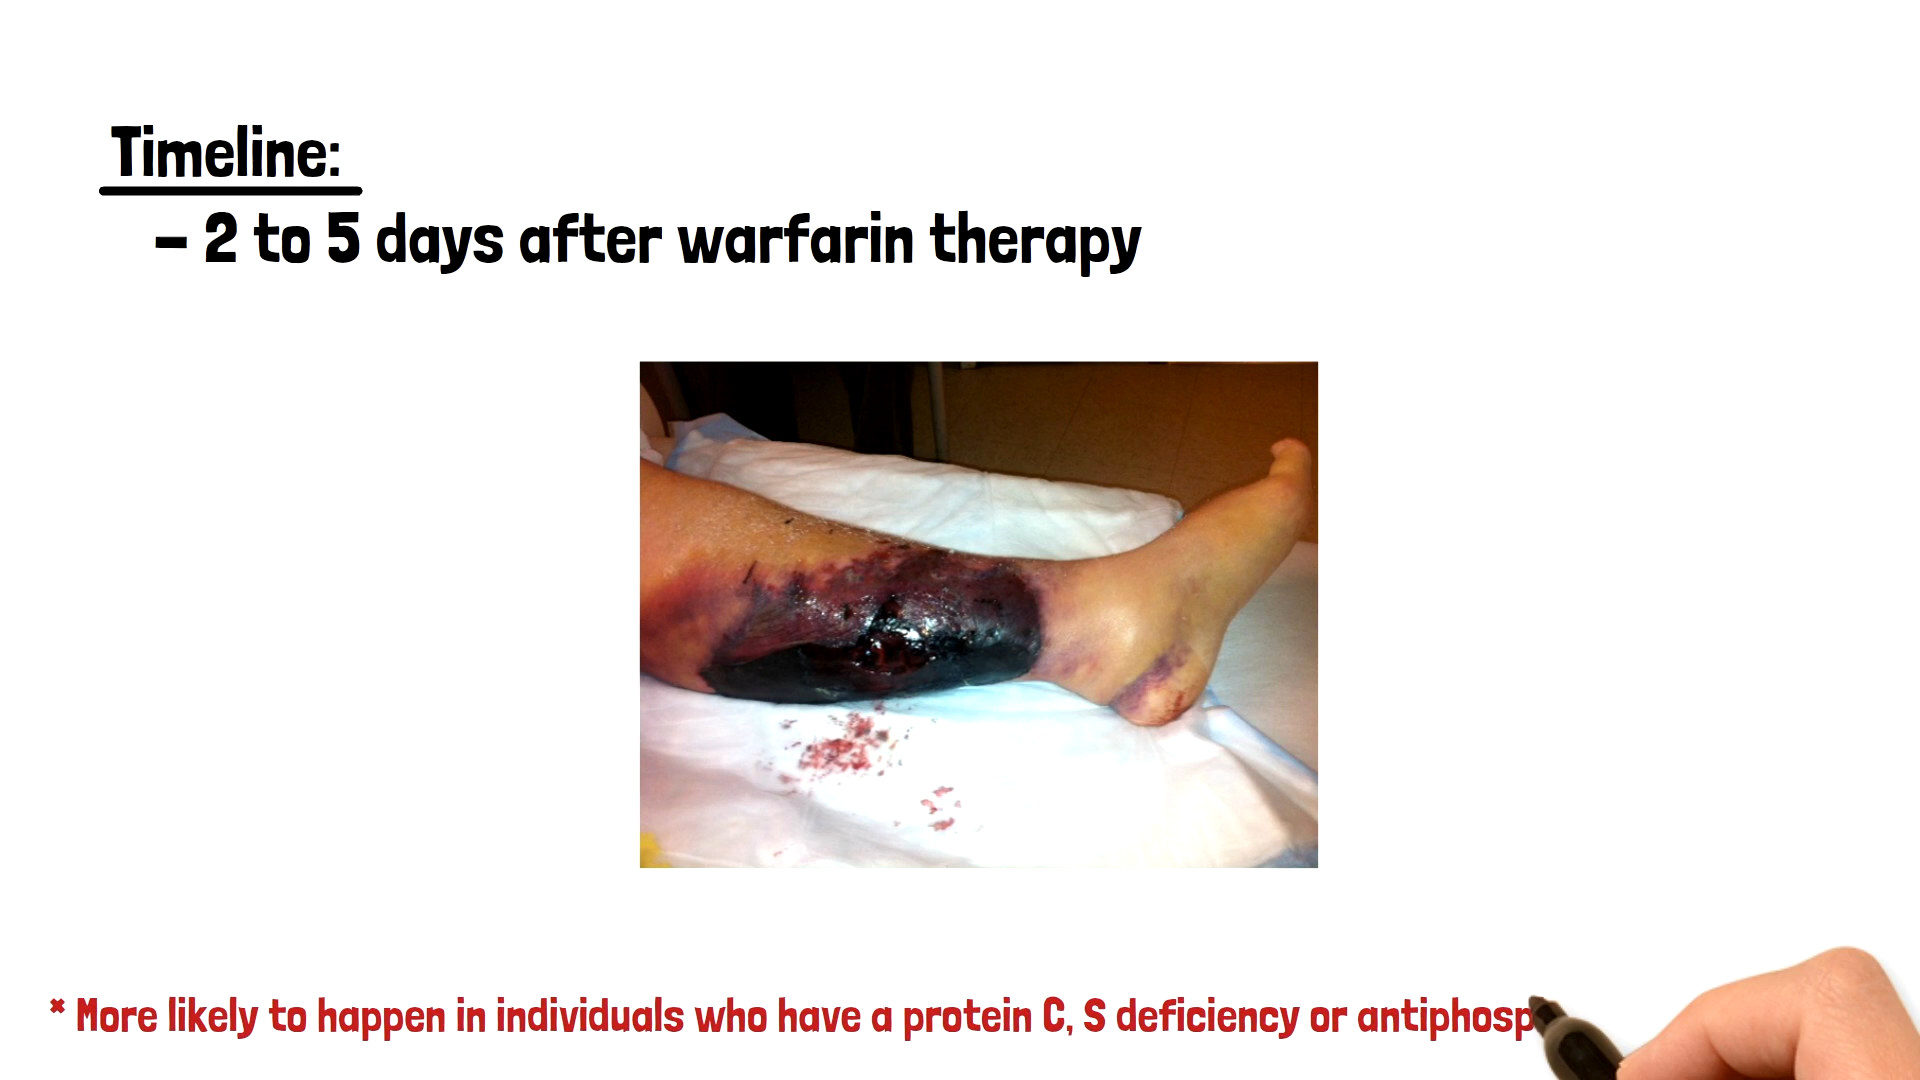 Timeline:
- 2 to 5 days after warfarin therapy
* More likely to happen in individuals who have a protein C, S deficiency or antiphosp